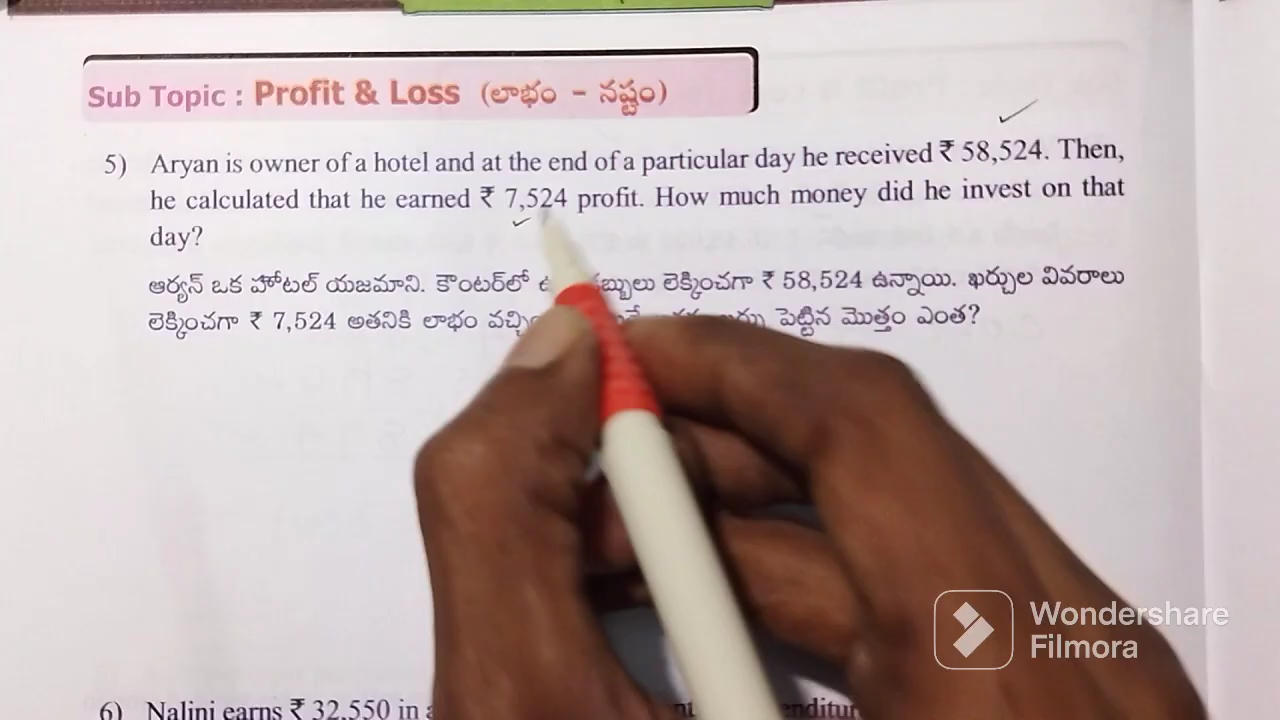 Sub Topic : Profit & Loss (లాభం - నష్టం)
5) Aryan is owner of a hotel and at the end of a particular day he received ₹ 58,524. Then,
he calculated that he earned ₹ 7,524 profit. How much money did he invest on that
day?
ఆర్యన్ ఒక హోటల్ యజమాని. కౌంటర్‌లో లెక్కించగా ₹ 58,524 ఉన్నాయి. ఖర్చుల వివరాలు
లెక్కించగా ₹ 7,524 అతనికి లాభం పెట్టిన మొత్తం ఎంత?
6) Nalini earns ₹ 32,550 in
Wondershare
Filmora